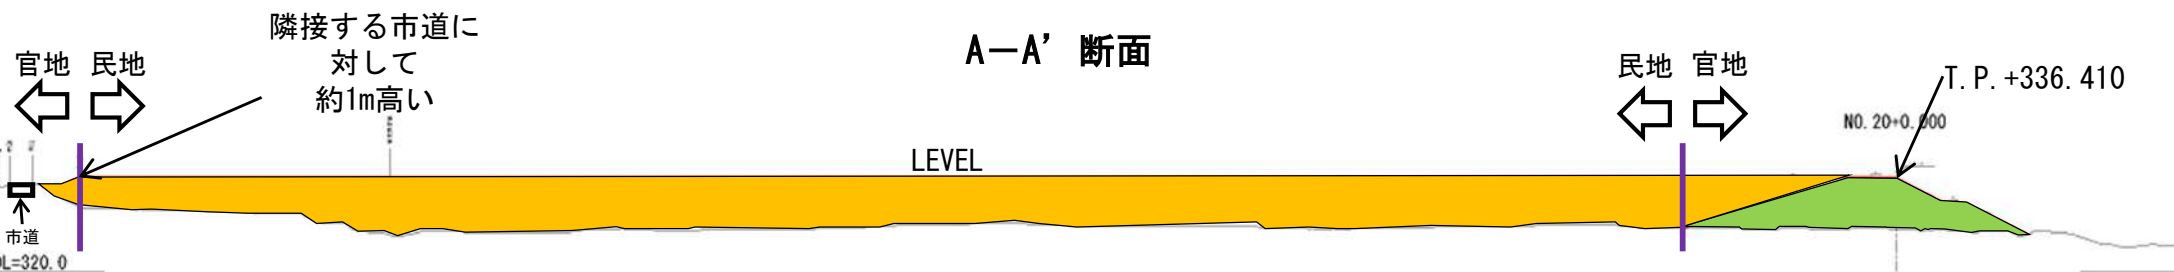 隣接する市道に
対して
約1m高い
A－A’断面
官地 民地
民地 官地
T.P.+336.410
NO.20+0.000
LEVEL
市道
DL=320.0